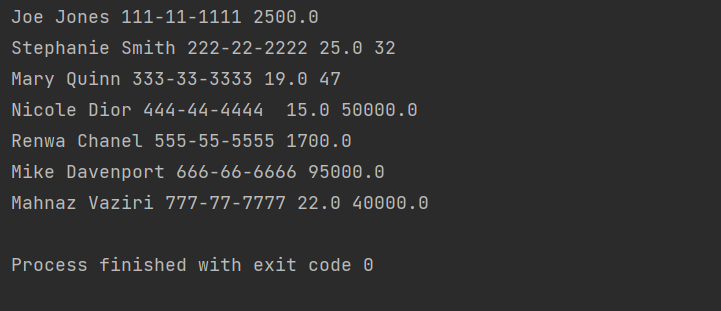 Joe Jones 111-11-1111 2500.0
Stephanie Smith 222-22-2222 25.0 32
Mary Quinn 333-33-3333 19.0 47
Nicole Dior 444-44-4444  15.0 50000.0
Renwa Chanel 555-55-5555 1700.0
Mike Davenport 666-66-6666 95000.0
Mahnaz Vaziri 777-77-7777 22.0 40000.0
Process finished with exit code 0